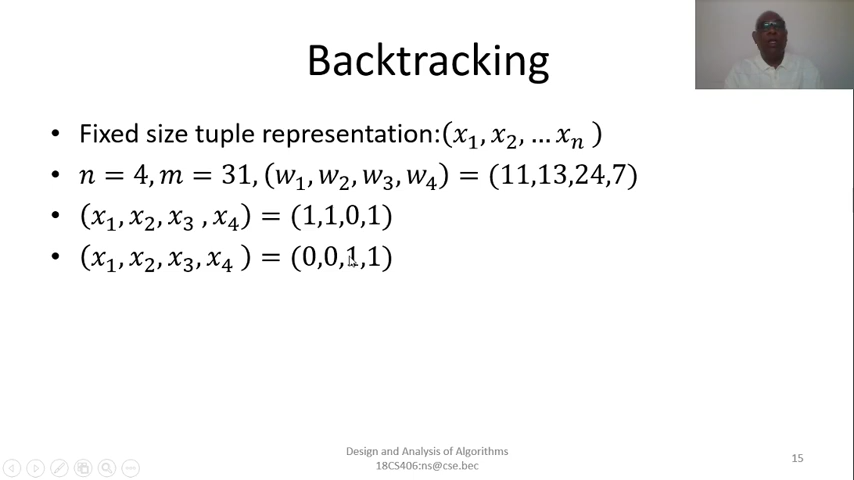 Backtracking
• Fixed size tuple representation:(x₁, x₂, … xₙ )
• n = 4, m = 31, (w₁, w₂, w₃, w₄) = (11,13,24,7)
• (x₁, x₂, x₃ , x₄) = (1,1,0,1)
• (x₁, x₂, x₃, x₄ ) = (0,0,1,1)
Design and Analysis of Algorithms
18CS406:ns@cse.bec
15